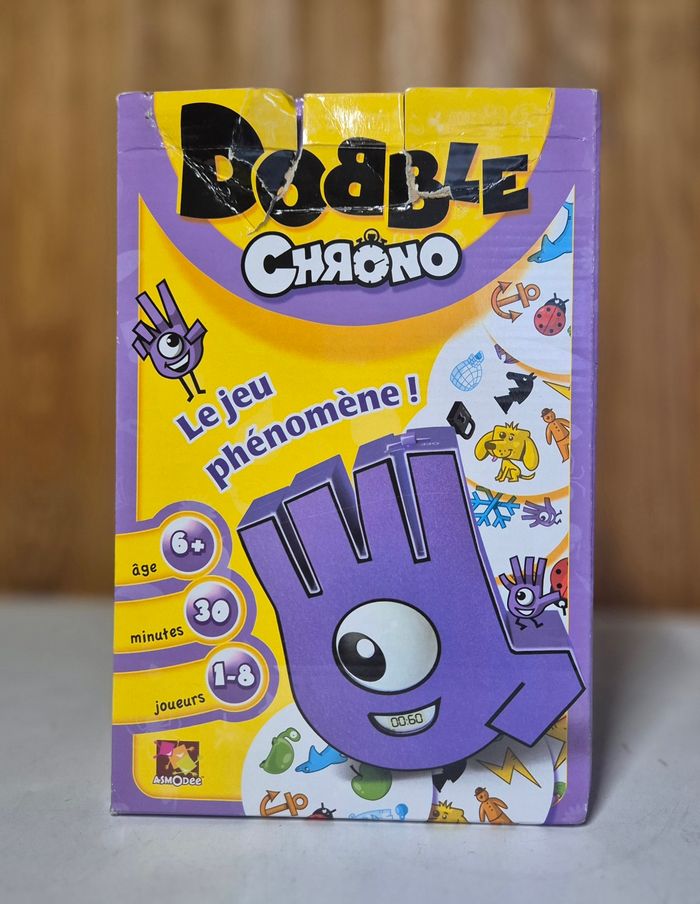 DOBBLE
CHRONO
Le jeu
phénomène !
âge 6+
minutes 30
joueurs 1-8
00:60
ASMODee